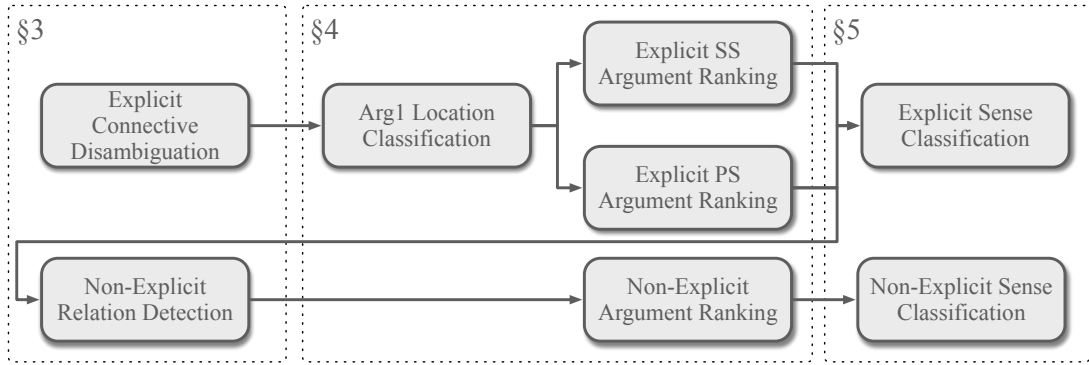 §3
§4
§5
Explicit
Connective
Disambiguation
Arg1 Location
Classification
Explicit SS
Argument Ranking
Explicit PS
Argument Ranking
Explicit Sense
Classification
Non-Explicit
Relation Detection
Non-Explicit
Argument Ranking
Non-Explicit Sense
Classification